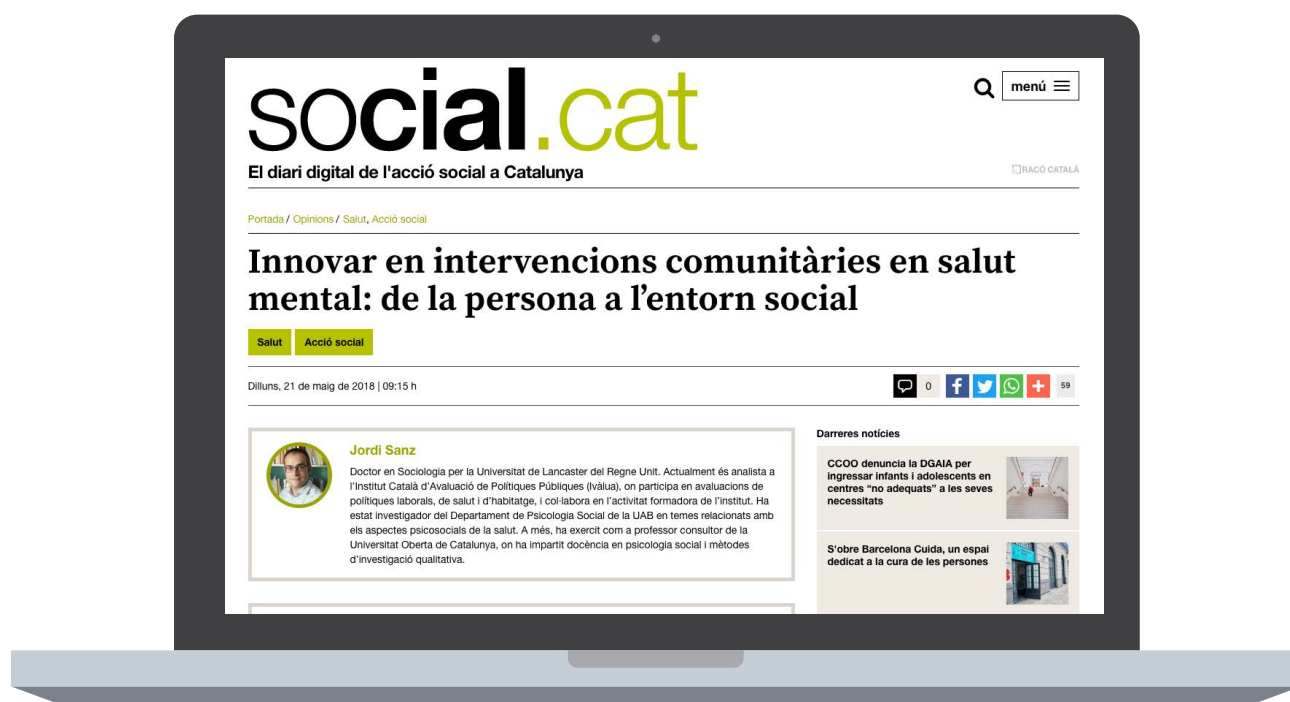 social.cat
menú
El diari digital de l'acció social a Catalunya
RACÓ CATALÀ
Portada / Opinions / Salut, Acció social
Innovar en intervencions comunitàries en salut
mental: de la persona a l’entorn social
Salut
Acció social
Dilluns, 21 de maig de 2018 | 09:15 h
0
59
Jordi Sanz
Doctor en Sociologia per la Universitat de Lancaster del Regne Unit. Actualment és analista a
l’Institut Català d’Avaluació de Polítiques Públiques (Ivàlua), on participa en avaluacions de
polítiques laborals, de salut i d’habitatge, i col·labora en l’activitat formadora de l’institut. Ha
estat investigador del Departament de Psicologia Social de la UAB en temes relacionats amb
els aspectes psicosocials de la salut. A més, ha exercit com a professor consultor de la
Universitat Oberta de Catalunya, on ha impartit docència en psicologia social i mètodes
d’investigació qualitativa.
Darreres notícies
CCOO denuncia la DGAIA per
ingressar infants i adolescents en
centres “no adequats” a les seves
necessitats
S'obre Barcelona Cuida, un espai
dedicat a la cura de les persones